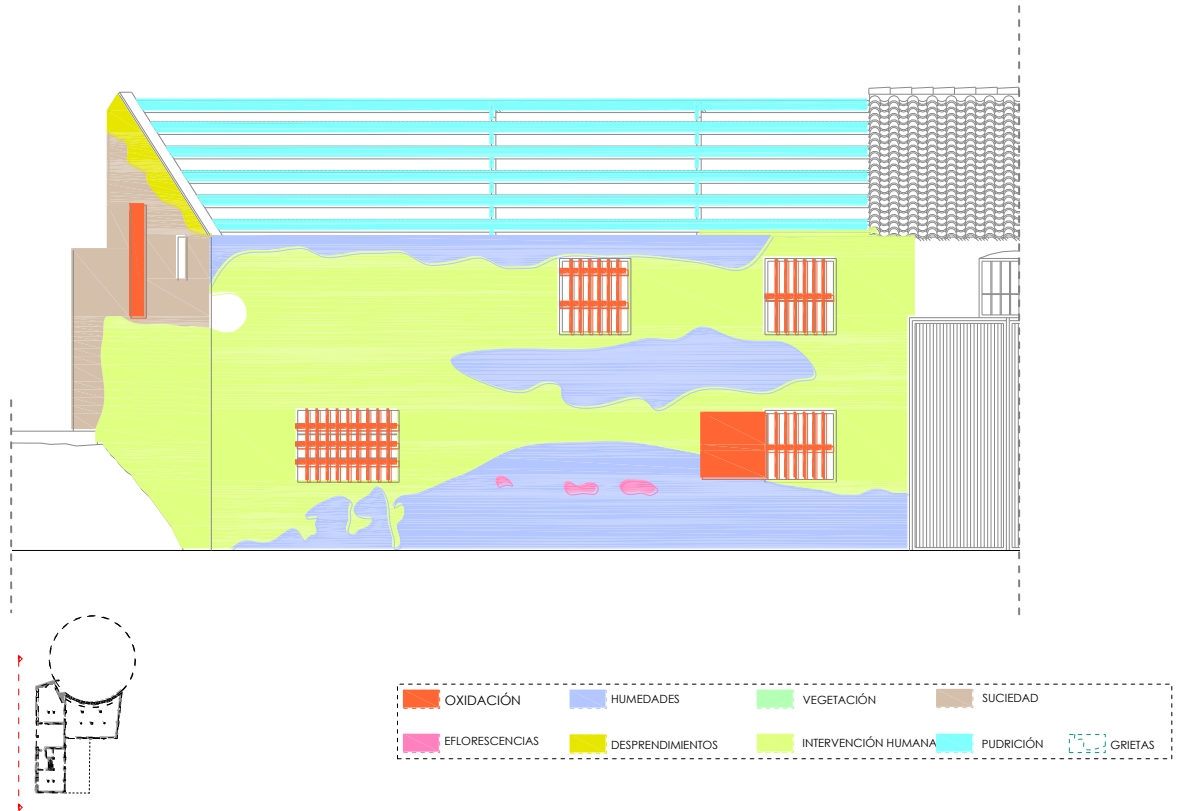 OXIDACIÓN
HUMEDADES
VEGETACIÓN
SUCIEDAD
EFLORESCENCIAS
DESPRENDIMIENTOS
INTERVENCIÓN HUMANA
PUDRICIÓN
GRIETAS